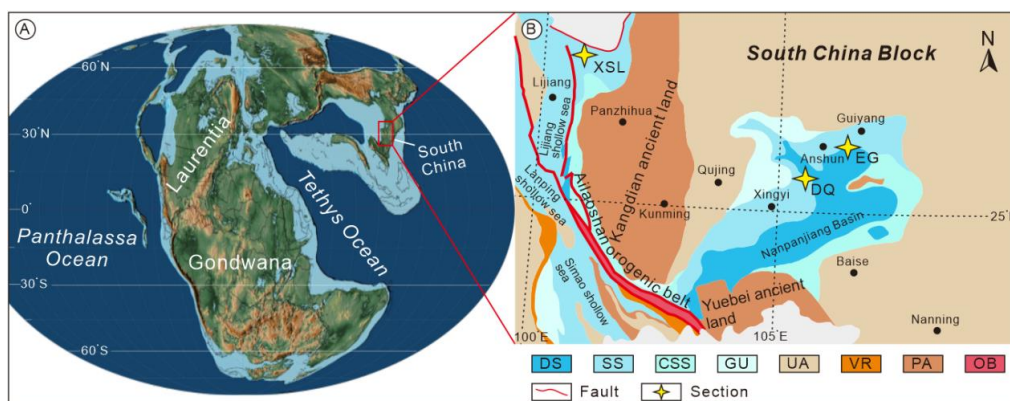 A
60°N
30°N
0°
30°S
60°S
Laurentia
Gondwana
Panthalassa
Ocean
Tethys Ocean
South
China
B
South China Block
N
XSL
Lijiang
Lijiang
shollow sea
Panzhihua
Kangdian ancient land
Lanping
shollow sea
Ailaoshan orogenic belt
Simao shollow
sea
Qujing
Kunming
Guiyang
Anshun
EG
DQ
Xingyi
25°
Nanpanjiang Basin
Baise
Yuebei ancient
land
Nanning
100°E
105°E
DS
SS
CSS
GU
UA
VR
PA
OB
Fault
Section